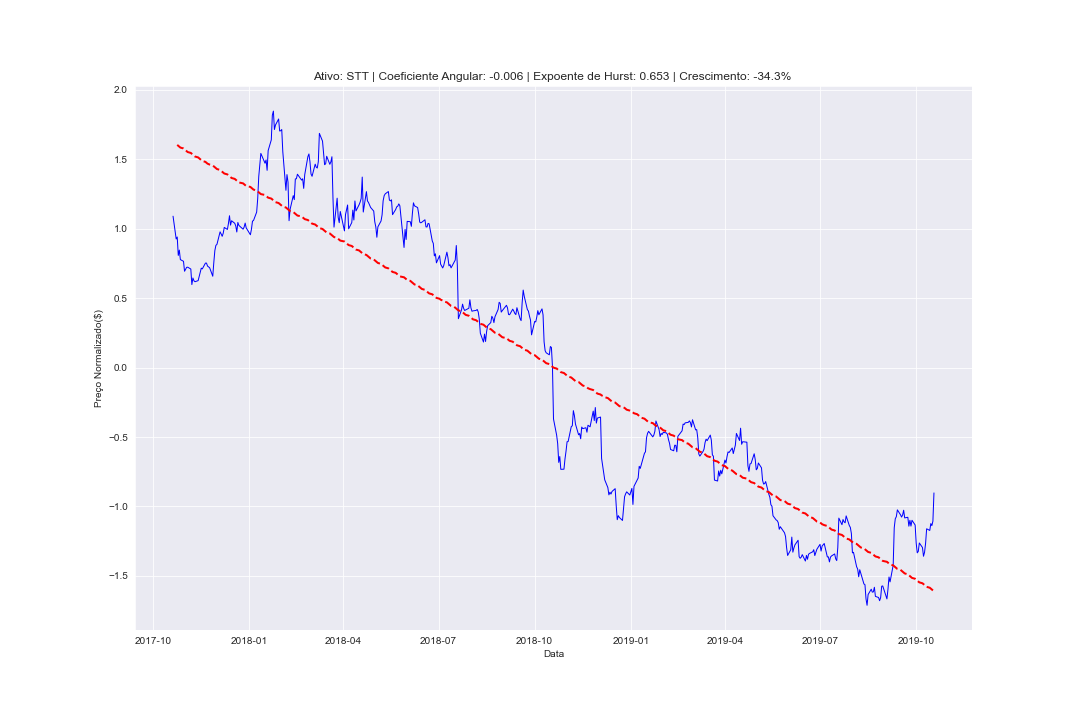 Ativo: STT | Coeficiente Angular: -0.006 | Expoente de Hurst: 0.653 | Crescimento: -34.3%
2.0
1.5
1.0
0.5
0.0
−0.5
−1.0
−1.5
Preço Normalizado($)
2017-10 2018-01 2018-04 2018-07 2018-10 2019-01 2019-04 2019-07 2019-10
Data